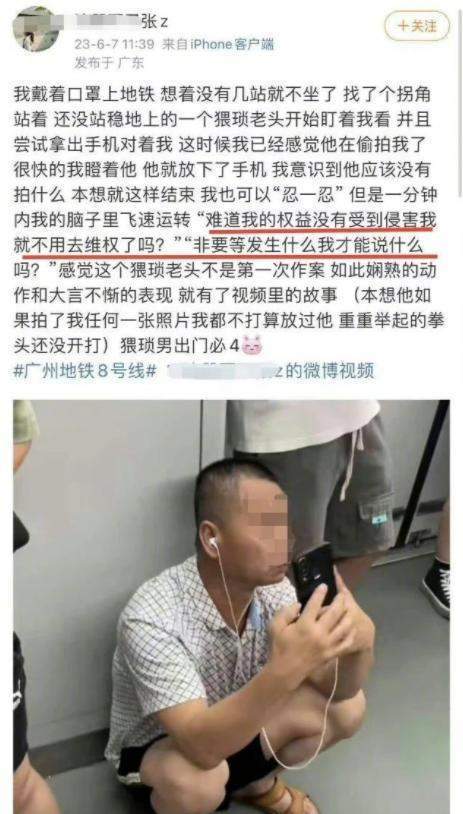 张z
+关注
23-6-7 11:39 来自iPhone客户端
发布于 广东
我戴着口罩上地铁 想着没有几站就不坐了 找了个拐角
站着 还没站稳地上的一个猥琐老头开始盯着我看 并且
尝试拿出手机对着我 这时候我已经感觉他在偷拍我了
很快的我瞪着他 他就放下了手机 我意识到他应该没有
拍什么 本想就这样结束 我也可以“忍一忍” 但是一分钟
内我的脑子里飞速运转 “难道我的权益没有受到侵害我
就不用去维权了吗？”“非要等发生什么我才能说什么
吗？”感觉这个猥琐老头不是第一次作案 如此娴熟的动
作和大言不惭的表现 就有了视频里的故事 （本想他如
果拍了我任何一张照片我都不打算放过他 重重举起的拳
头还没开打）猥琐男出门必4
#广州地铁8号线# z的微博视频